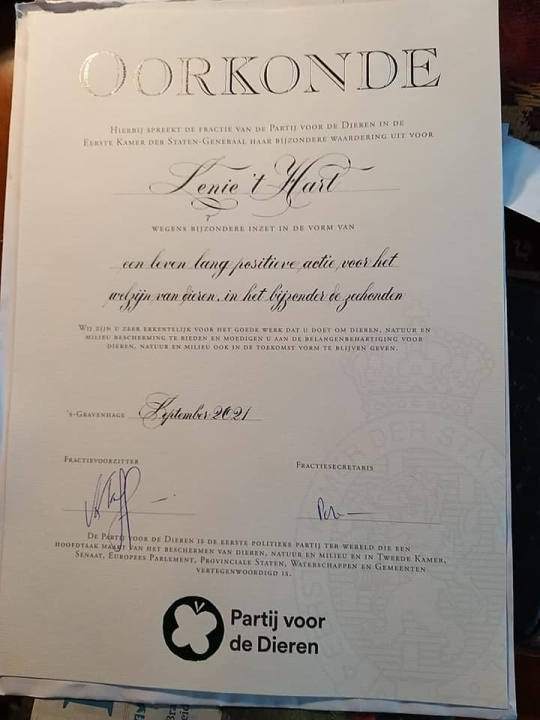 OORKONDE
HIERBIJ SPREEKT DE FRACTIE VAN DE PARTIJ VOOR DE DIEREN IN DE
EERSTE KAMER DER STATEN-GENERAAL HAAR BIJZONDERE WAARDERING UIT VOOR
Lenie 't Hart
WEGENS BIJZONDERE INZET IN DE VORM VAN
een leven lang positieve actie voor het
welzijn van dieren, in het bijzonder de zeehonden
WIJ ZIJN U ZEER ERKENTELIJK VOOR HET GOEDE WERK DAT U DOET OM DIEREN, NATUUR EN
MILIEU BESCHERMING TE BIEDEN EN MOEDIGEN U AAN DE BELANGENBEHARTIGING VOOR
DIEREN, NATUUR EN MILIEU OOK IN DE TOEKOMST VORM TE BLIJVEN GEVEN.
'S-GRAVENHAGE September 2021
FRACTIEVOORZITTER FRACTIESECRETARIS
DE PARTIJ VOOR DE DIEREN IS DE EERSTE POLITIEKE PARTIJ TER WERELD DIE EEN
HOOFDTAAK MAAKT VAN HET BESCHERMEN VAN DIEREN, NATUUR EN MILIEU EN IN TWEEDE KAMER,
SENAAT, EUROPEES PARLEMENT, PROVINCIALE STATEN, WATERSCHAPPEN EN GEMEENTEN
VERTEGENWOORDIGD IS.
Partij voor
de Dieren